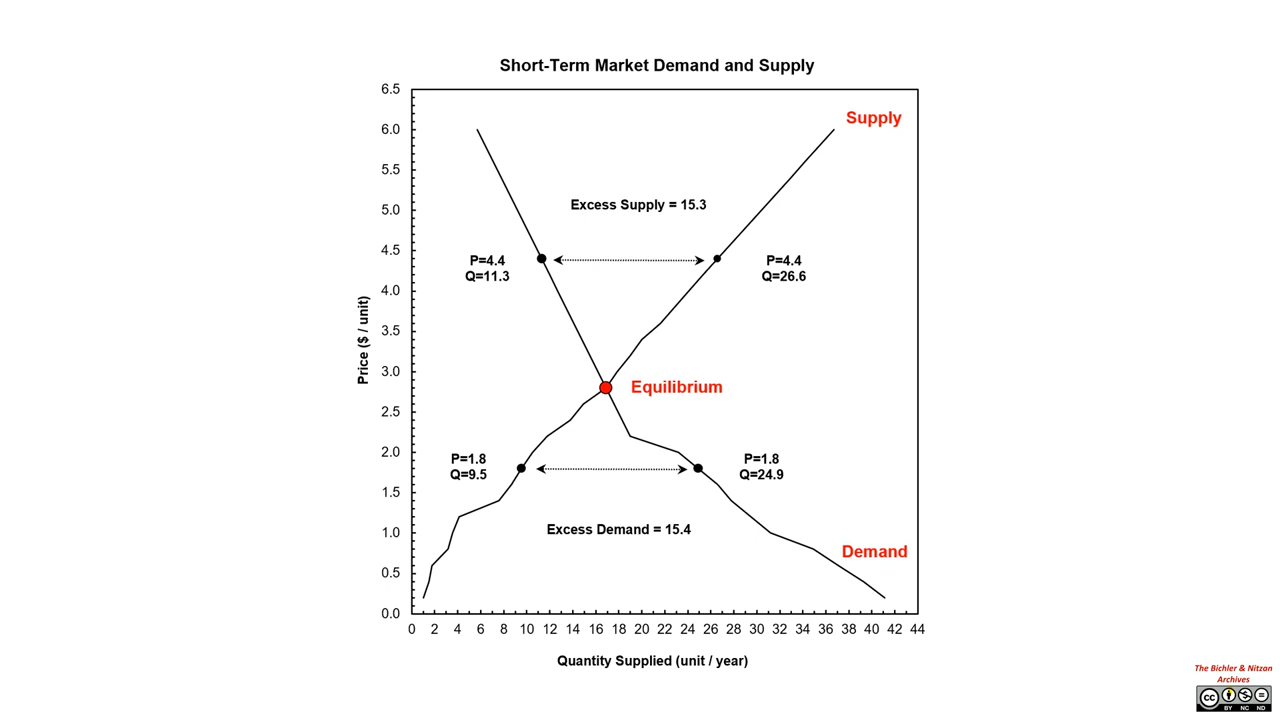 Short-Term Market Demand and Supply
6.5
6.0
5.5
5.0
4.5
4.0
3.5
3.0
2.5
2.0
1.5
1.0
0.5
0.0
Price ($ / unit)
Supply
Excess Supply = 15.3
P=4.4
Q=11.3
P=4.4
Q=26.6
Equilibrium
P=1.8
Q=9.5
P=1.8
Q=24.9
Excess Demand = 15.4
Demand
0 2 4 6 8 10 12 14 16 18 20 22 24 26 28 30 32 34 36 38 40 42 44
Quantity Supplied (unit / year)
The Bichler & Nitzan
Archives
cc
BY NC ND